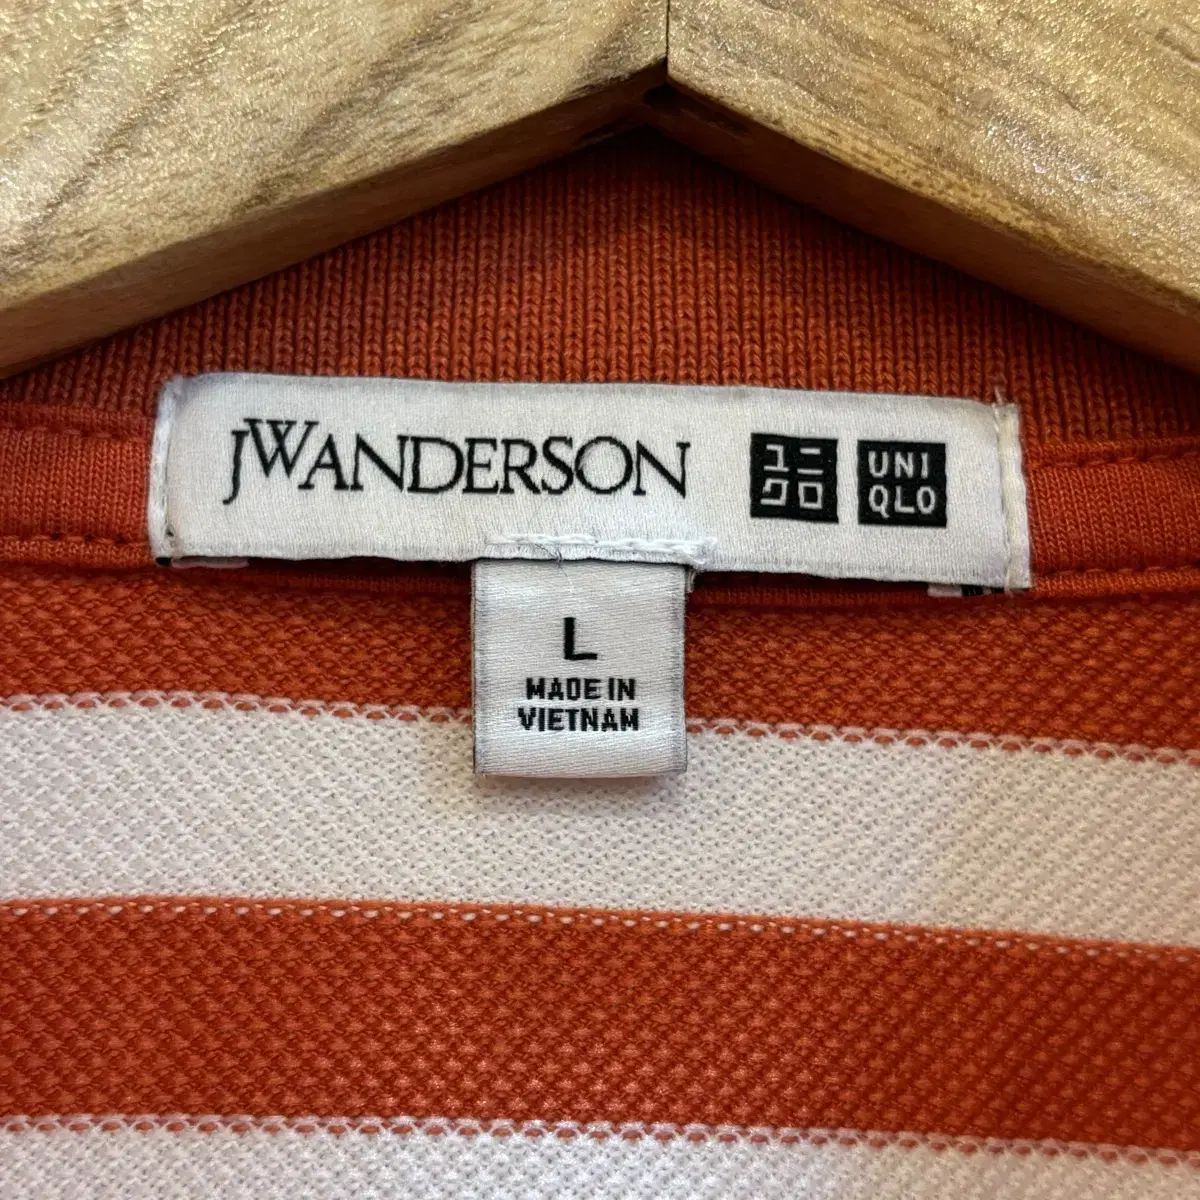 JWANDERSON
ユニ
クロ
UNI
QLO
L
MADE IN
VIETNAM